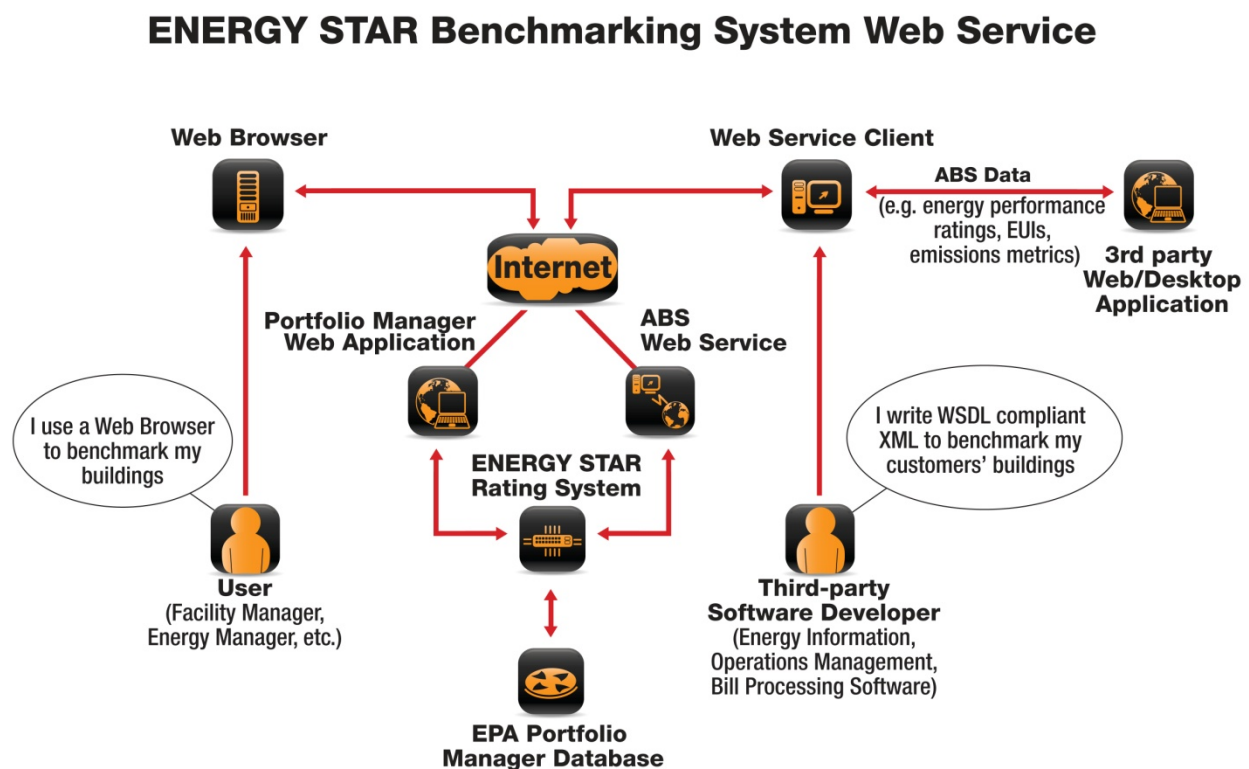 ENERGY STAR Benchmarking System Web Service
Web Browser
Web Service Client
ABS Data
(e.g. energy performance
ratings, EUIs,
emissions metrics)
3rd party
Web/Desktop
Application
Internet
Portfolio Manager
Web Application
ABS
Web Service
I use a Web Browser
to benchmark my
buildings
I write WSDL compliant
XML to benchmark my
customers’ buildings
ENERGY STAR
Rating System
User
(Facility Manager,
Energy Manager, etc.)
Third-party
Software Developer
(Energy Information,
Operations Management,
Bill Processing Software)
EPA Portfolio
Manager Database